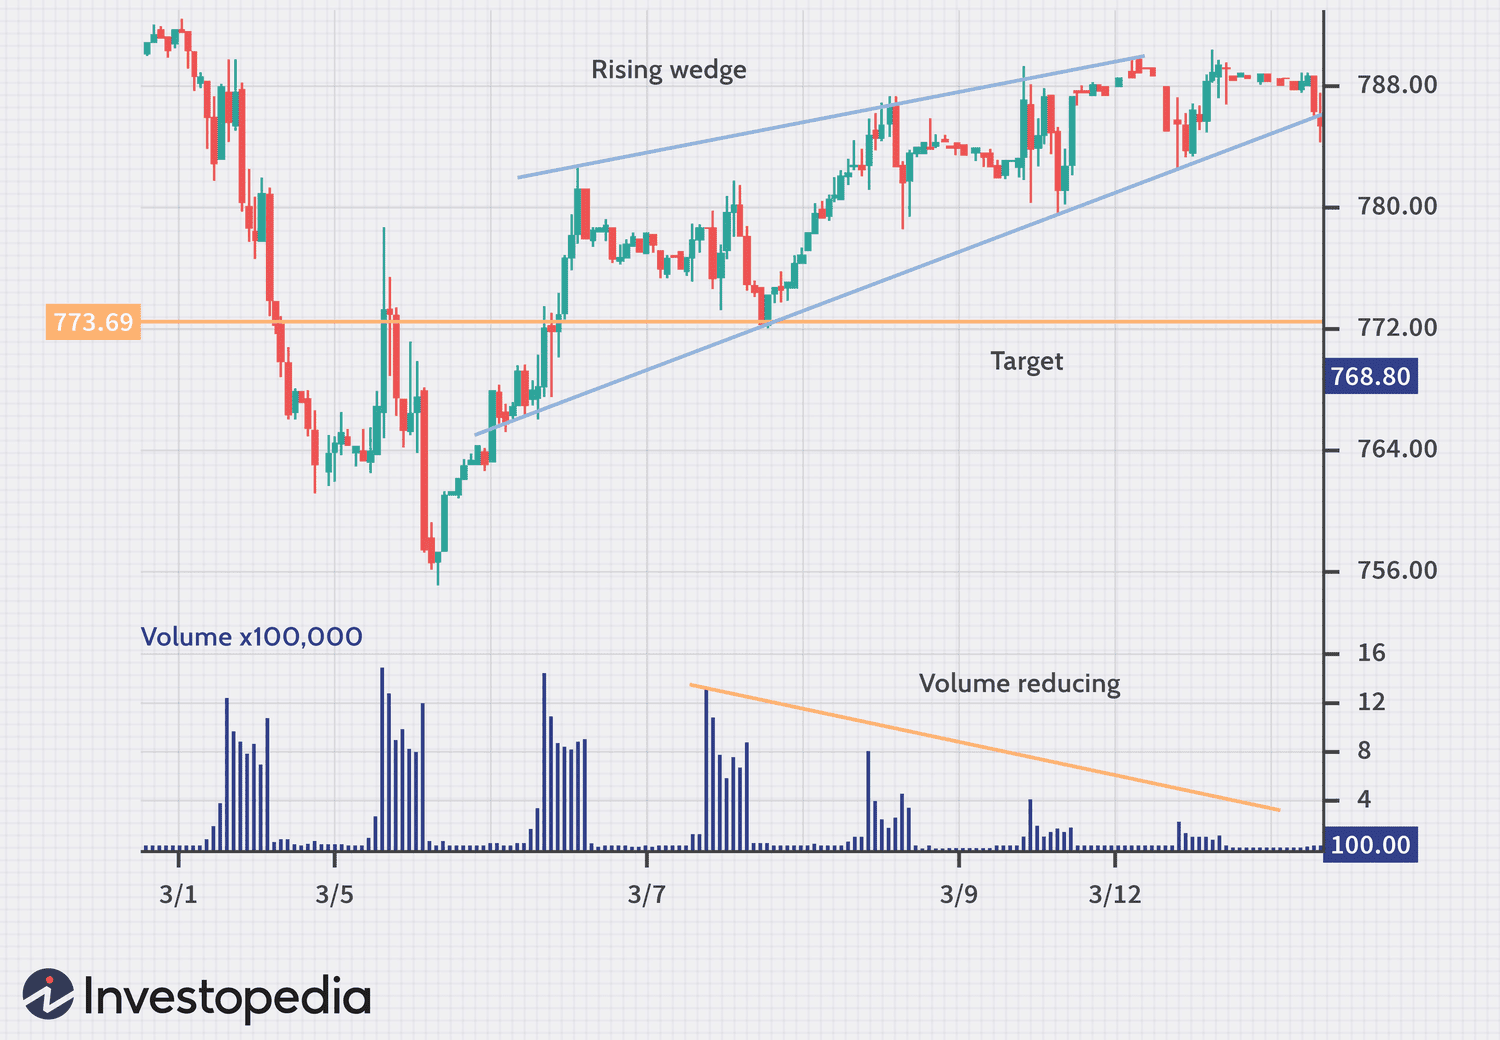 Rising wedge
788.00
780.00
773.69
772.00
Target
768.80
764.00
756.00
Volume x100,000
16
Volume reducing
12
8
4
100.00
3/1 3/5 3/7 3/9 3/12
Investopedia